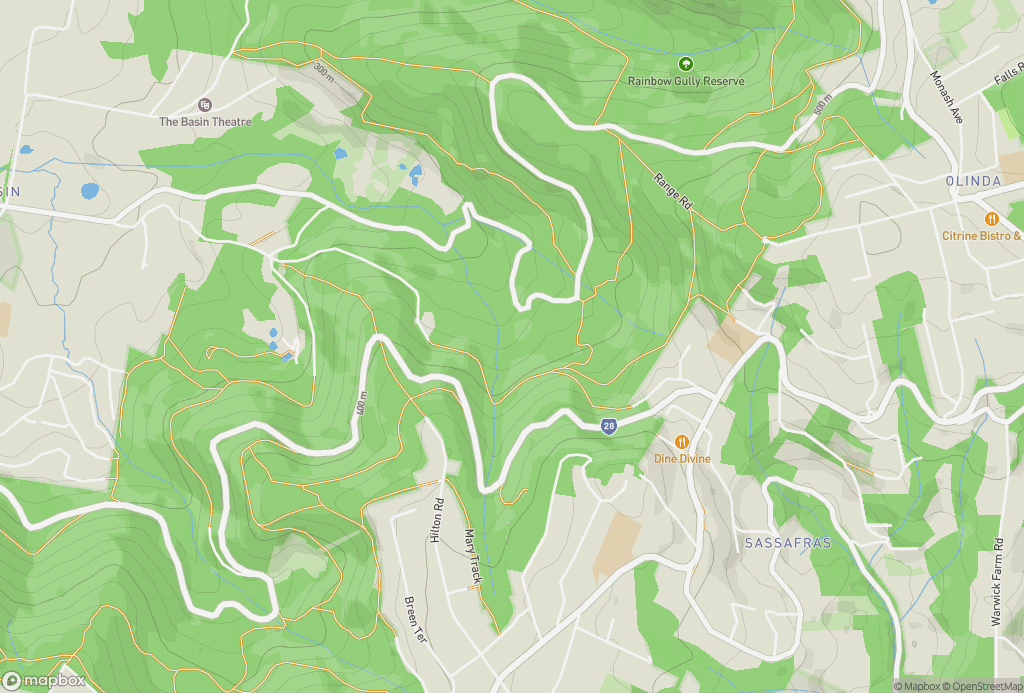 300 m
Rainbow Gully Reserve
500 m
Monash Ave
Falls R
The Basin Theatre
SIN
Range Rd
OLINDA
Citrine Bistro &
400 m
28
Dine Divine
Hilton Rd
Mary Track
SASSAFRAS
Warwick Farm Rd
Breen Ter
mapbox
© Mapbox © OpenStreetMap